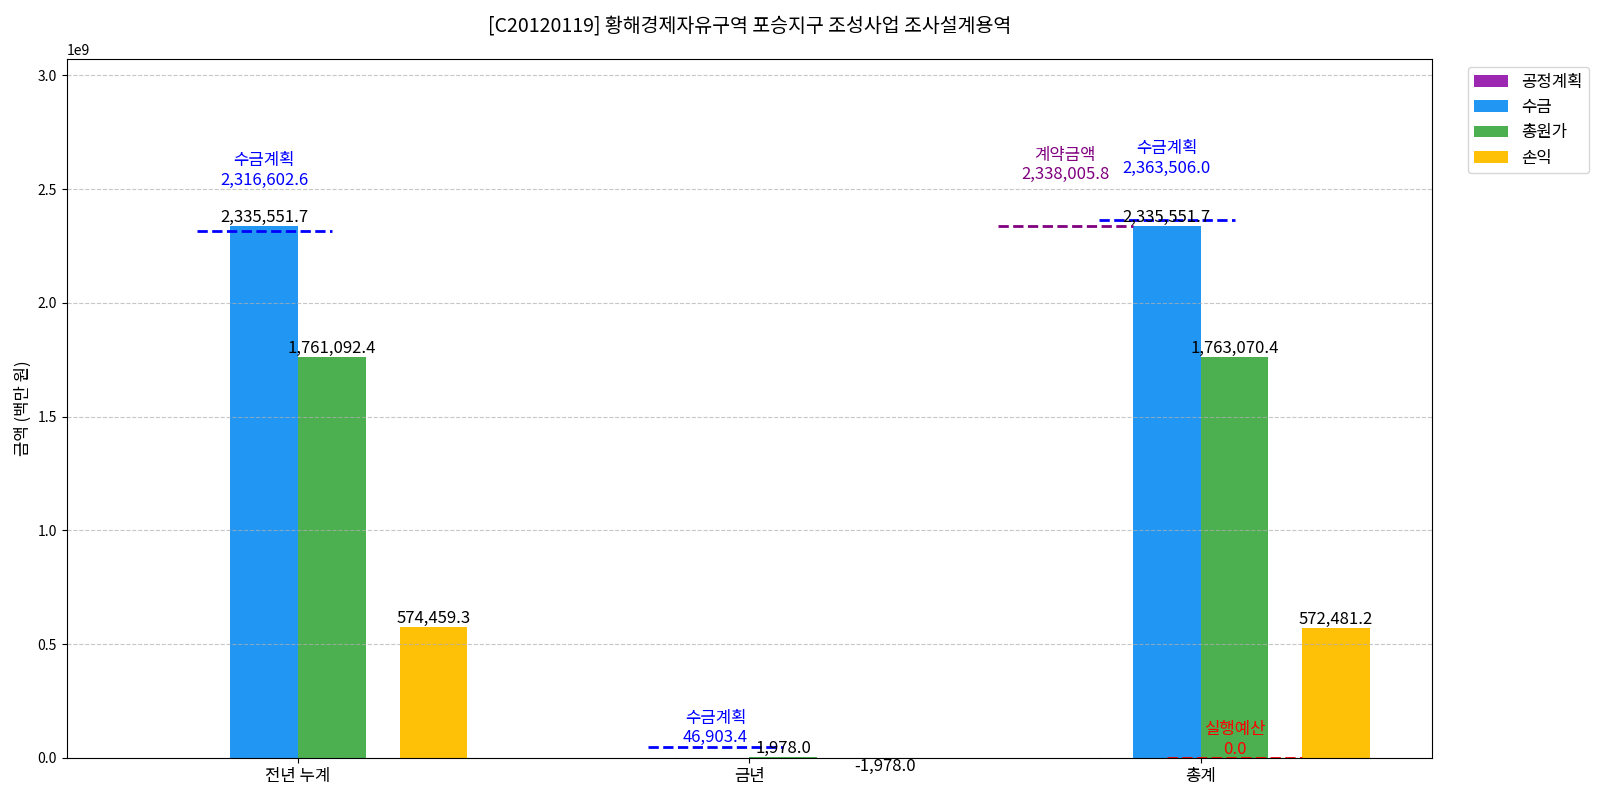 [C20120119] 황해경제자유구역 포승지구 조성사업 조사설계용역
1e9
3.0
2.5
2.0
1.5
1.0
0.5
0.0
금액 (백만 원)
수금계획
2,316,602.6
2,335,551.7
1,761,092.4
574,459.3
수금계획
46,903.4
1,978.0
-1,978.0
계약금액
2,338,005.8
수금계획
2,363,506.0
2,335,551.7
1,763,070.4
572,481.2
실행예산
0.0
전년 누계
금년
총계
공정계획
수금
총원가
손익